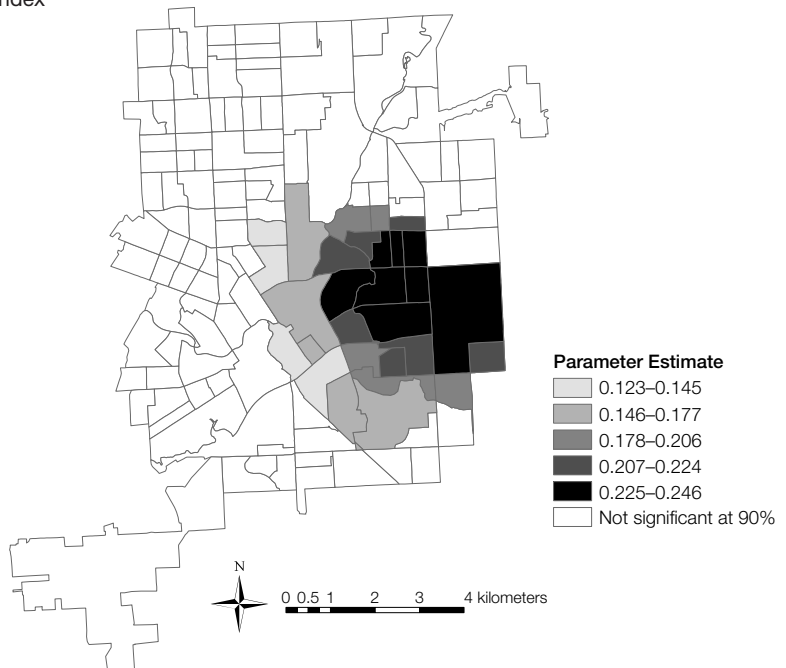 ndex
Parameter Estimate
0.123–0.145
0.146–0.177
0.178–0.206
0.207–0.224
0.225–0.246
Not significant at 90%
N
0 0.5 1 2 3 4 kilometers